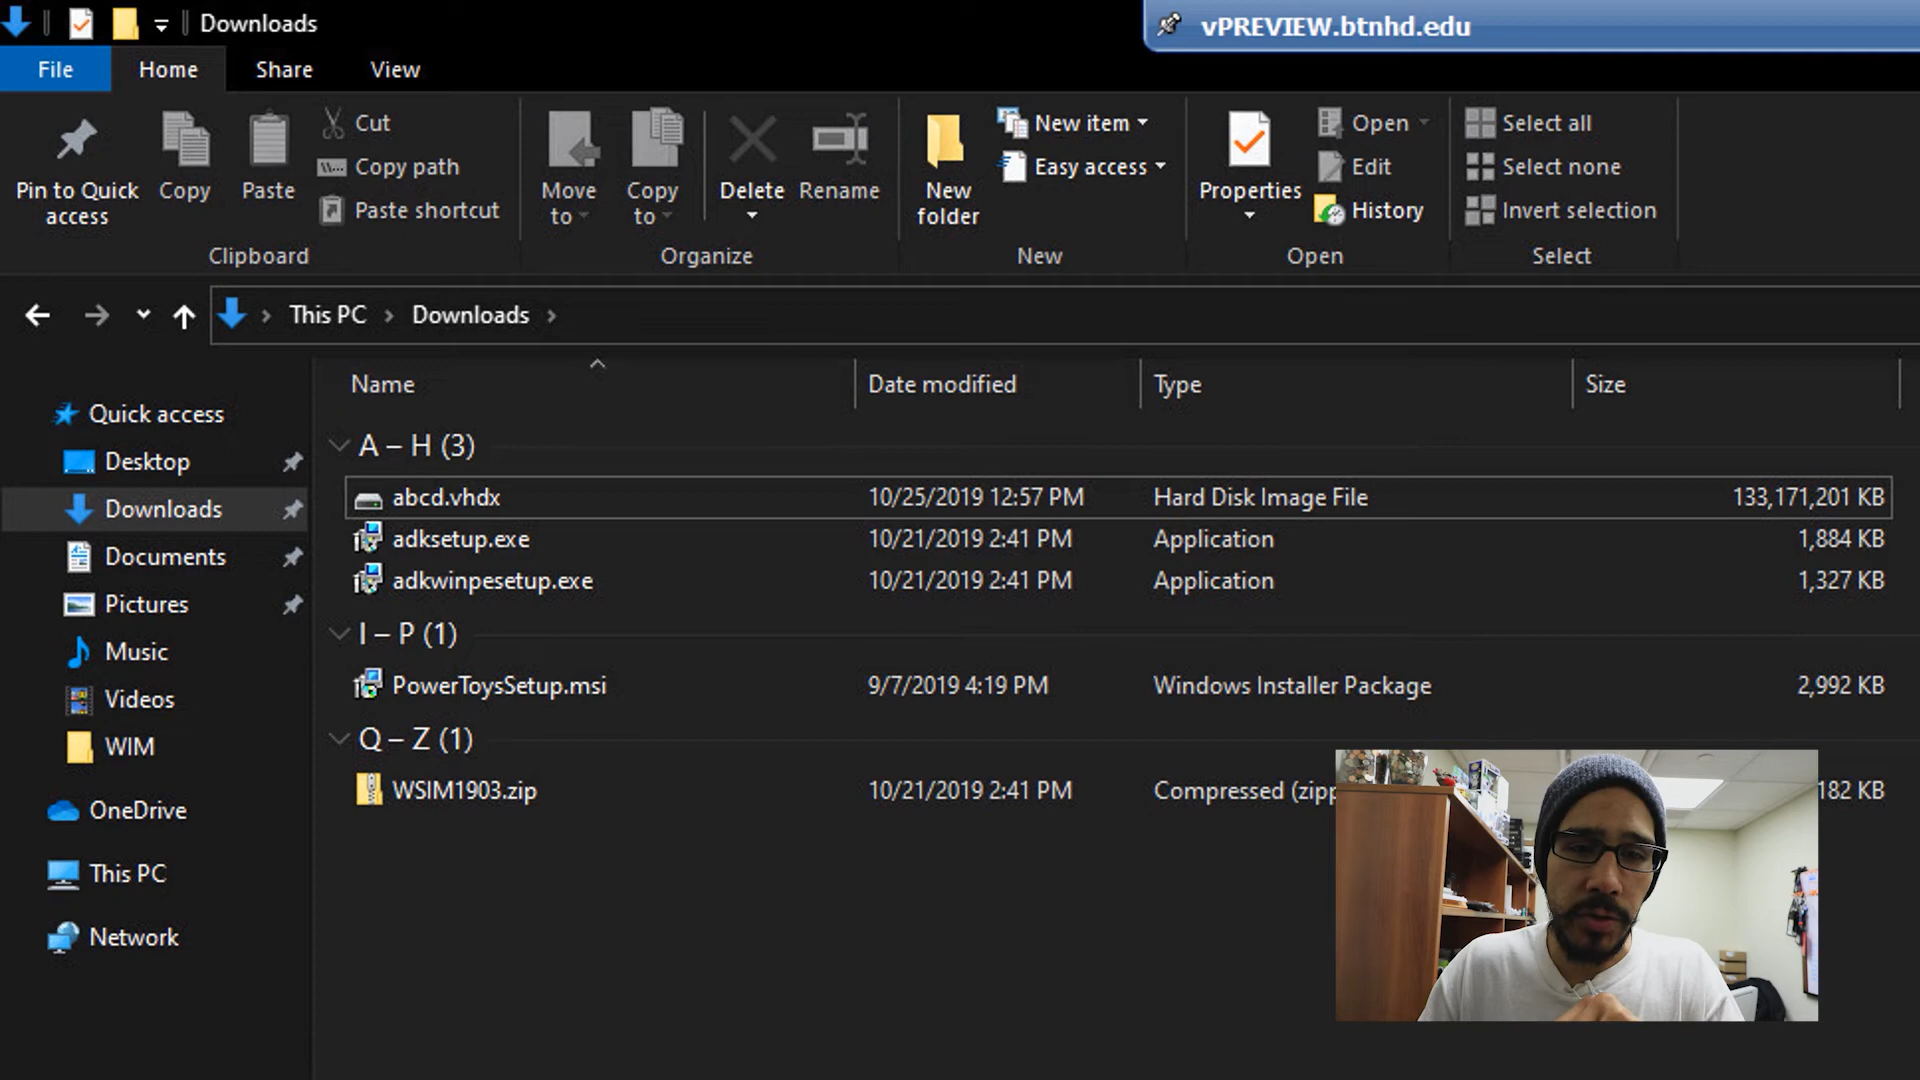 Downloads
vPREVIEW.btnhd.edu
File
Home
Share
View
Pin to Quick access
Copy
Paste
Cut
Copy path
Paste shortcut
Clipboard
Move to
Copy to
Delete
Rename
Organize
New folder
New item
Easy access
New
Properties
Open
Edit
History
Open
Select all
Select none
Invert selection
Select
This PC
Downloads
Name
Date modified
Type
Size
Quick access
Desktop
Downloads
Documents
Pictures
Music
Videos
WIM
OneDrive
This PC
Network
A – H (3)
abcd.vhdx 10/25/2019 12:57 PM Hard Disk Image File 133,171,201 KB
adksetup.exe 10/21/2019 2:41 PM Application 1,884 KB
adkwinpesetup.exe 10/21/2019 2:41 PM Application 1,327 KB
I – P (1)
PowerToysSetup.msi 9/7/2019 4:19 PM Windows Installer Package 2,992 KB
Q – Z (1)
WSIM1903.zip 10/21/2019 2:41 PM Compressed (zipp 182 KB